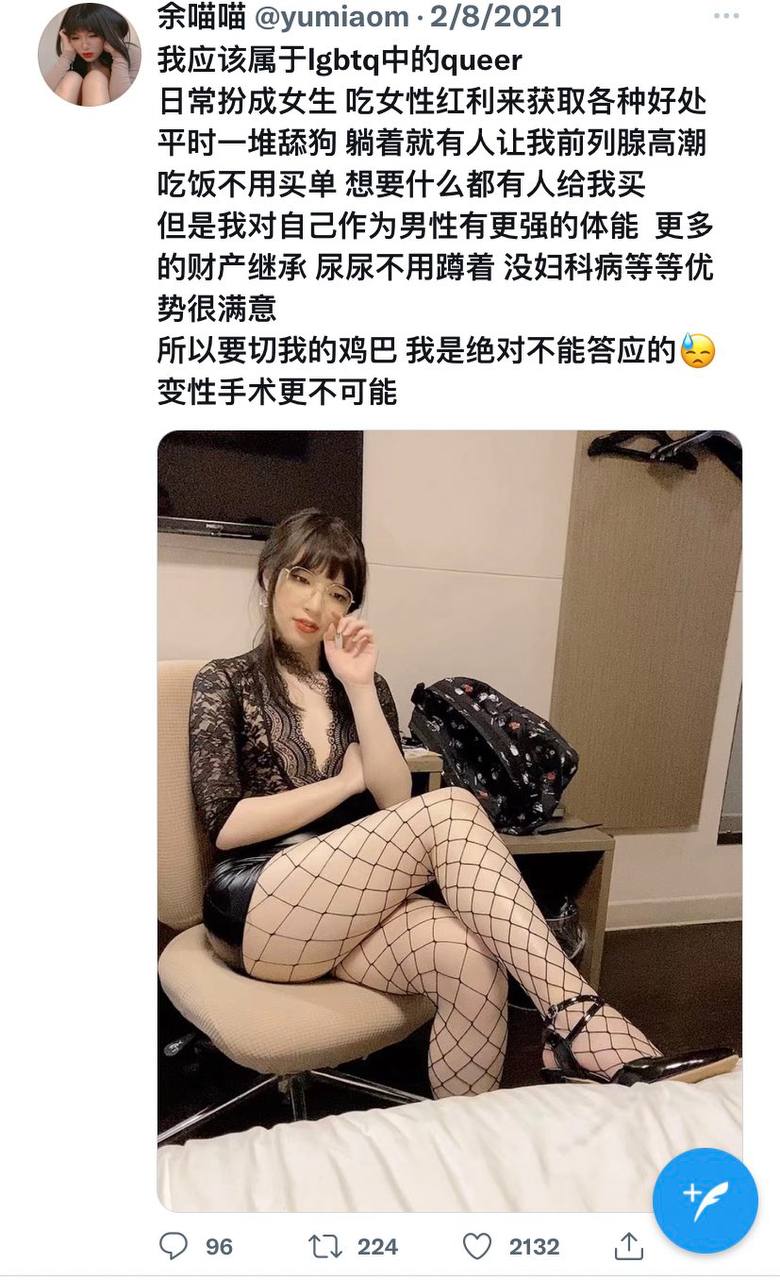 余喵喵 @yumiaom · 2/8/2021
我应该属于lgbtq中的queer
日常扮成女生 吃女性红利来获取各种好处
平时一堆舔狗 躺着就有人让我前列腺高潮
吃饭不用买单 想要什么都有人给我买
但是我对自己作为男性有更强的体能  更多
的财产继承 尿尿不用蹲着 没妇科病等等优
势很满意
所以要切我的鸡巴 我是绝对不能答应的😓
变性手术更不可能
PHILIPS
96 224 2132